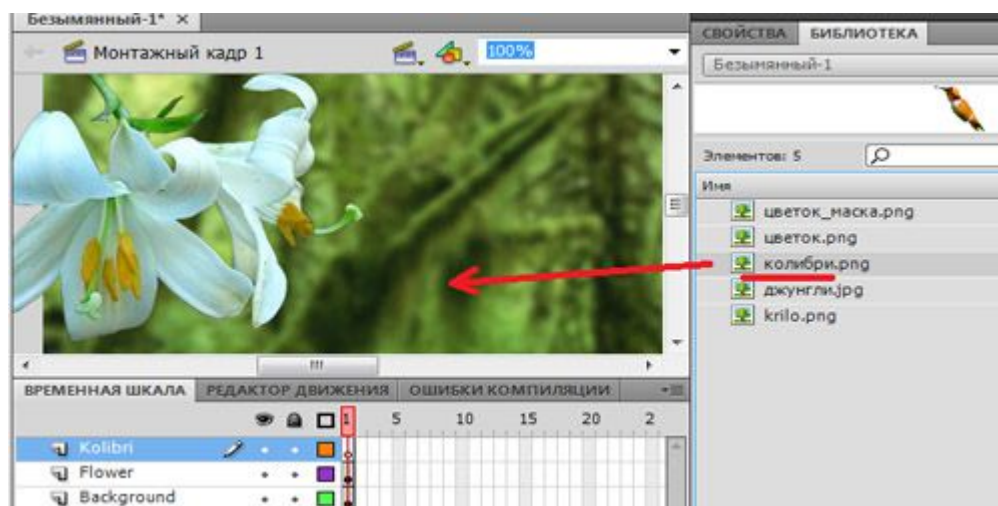 Безымянный-1* ×
Монтажный кадр 1
100%
СВОЙСТВА
БИБЛИОТЕКА
Безымянный-1
Элементов: 5
Имя
цветок_маска.png
цветок.png
колибри.png
джунгли.jpg
krilo.png
ВРЕМЕННАЯ ШКАЛА
РЕДАКТОР ДВИЖЕНИЯ
ОШИБКИ КОМПИЛЯЦИИ
1 5 10 15 20 2
Kolibri
Flower
Background